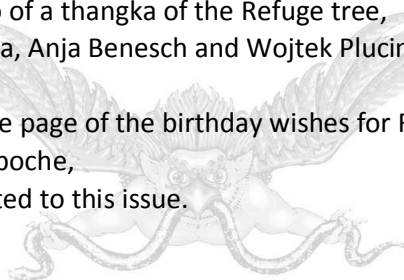 of a thangka of the Refuge tree,
a, Anja Benesch and Wojtek Plucin
page of the birthday wishes for
oche,
ted to this issue.